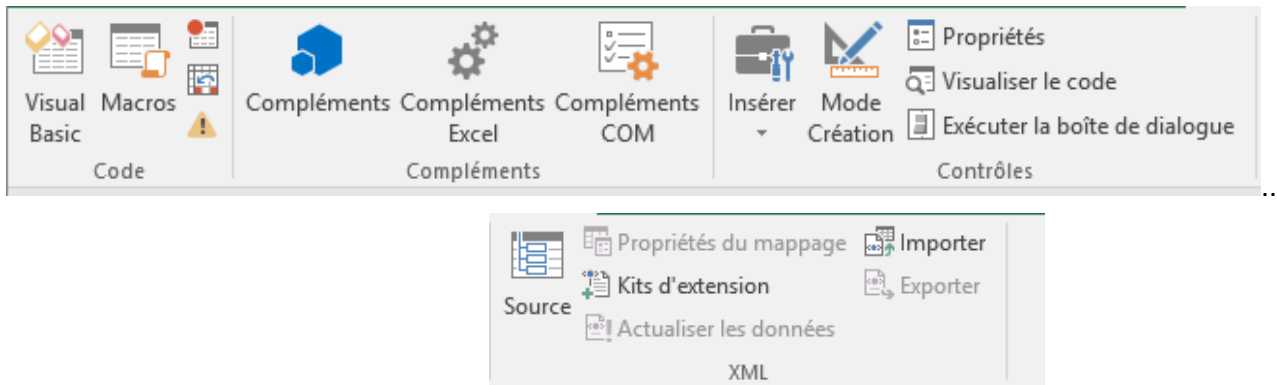 Visual Basic
Macros
Compléments
Compléments Excel
Compléments COM
Insérer
Mode Création
Propriétés
Visualiser le code
Exécuter la boîte de dialogue
Code
Compléments
Contrôles
..
Source
Propriétés du mappage
Kits d'extension
Actualiser les données
Importer
Exporter
XML